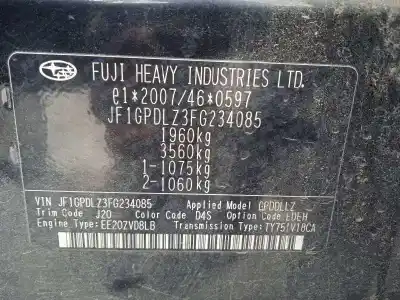 FUJI HEAVY INDUSTRIES LTD.
e1*2007/46*0597
JF1GPDLZ3FG234085
1960kg
3560kg
1-1075kg
2-1060kg
VIN JF1GPDLZ3FG234085 Applied Model GPDDLLZ
Trim Code J20 Color Code D4S Option Code EDEH
Engine Type: EE20ZVD8LB Transmission Type: TY751V18CA